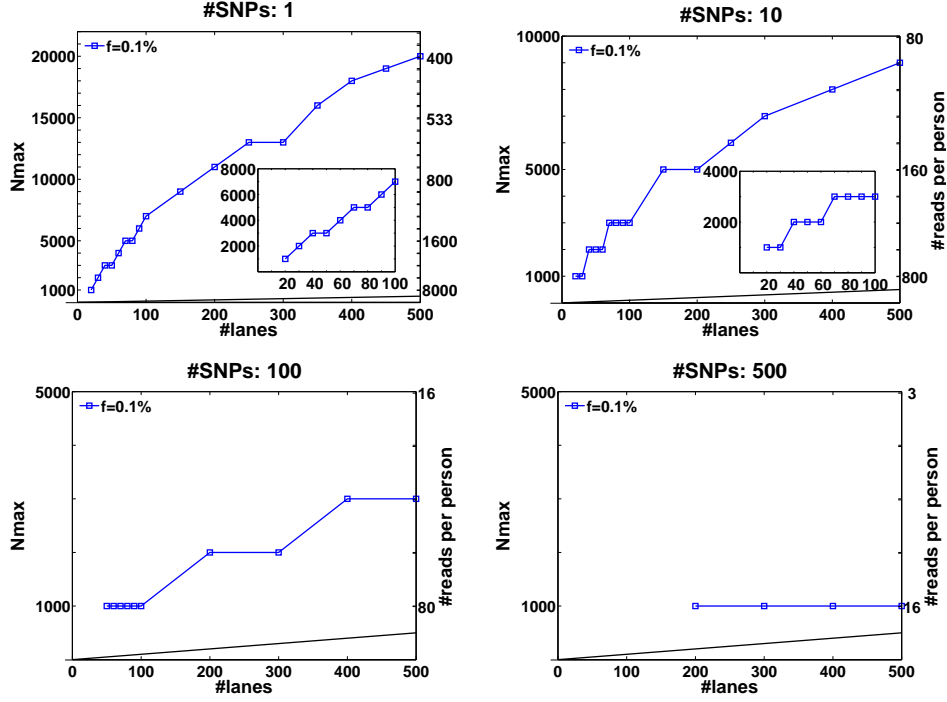 #SNPs: 1
f=0.1%
Nmax
20000
17000
13000
10000
5000
1000
400
533
800
1600
8000
8000
6000
4000
2000
20 40 60 80 100
0 100 200 300 400 500
#lanes
#SNPs: 10
f=0.1%
Nmax
10000
5000
1000
80
160
800
#reads per person
4000
2000
20 40 60 80 100
0 100 200 300 400 500
#lanes
#SNPs: 100
f=0.1%
Nmax
5000
1000
16
80
#reads per person
0 100 200 300 400 500
#lanes
#SNPs: 500
f=0.1%
Nmax
5000
1000
3
16
#reads per person
0 100 200 300 400 500
#lanes